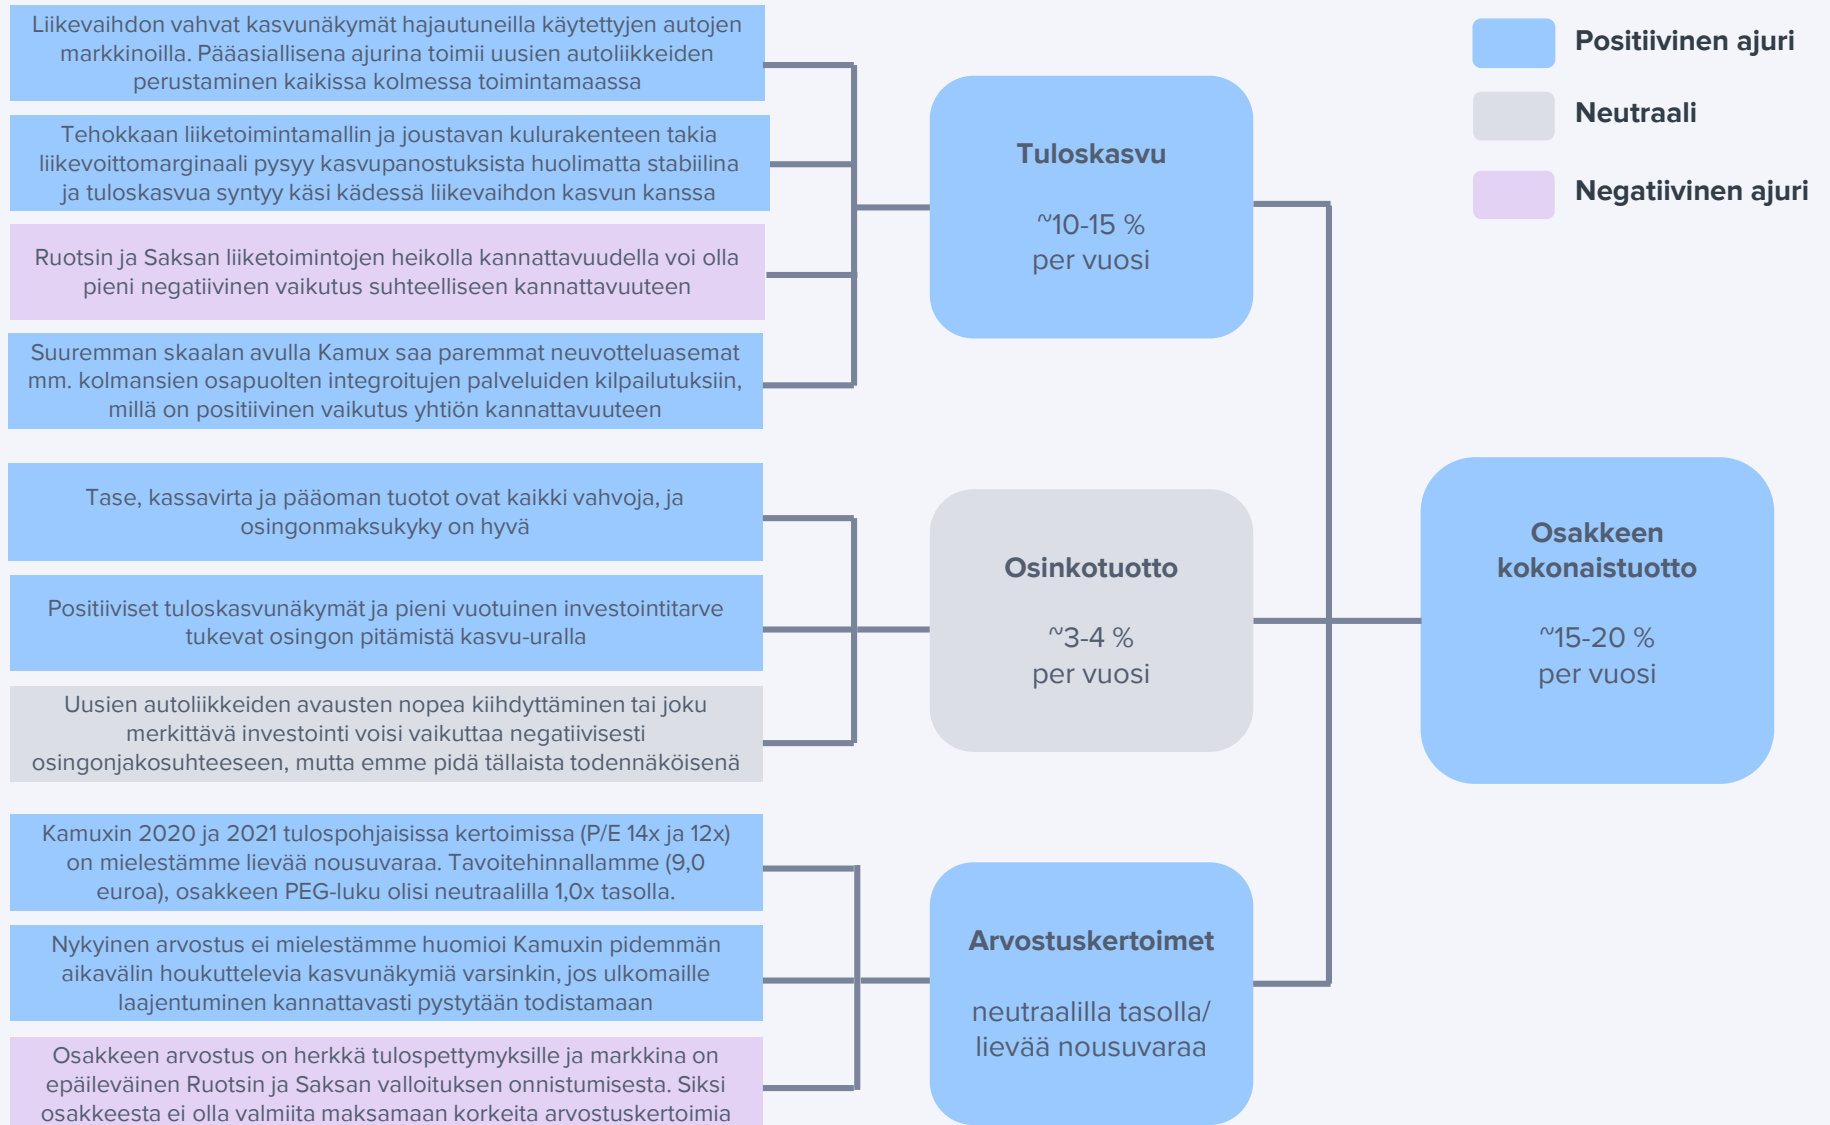 Liikevaihdon vahvat kasvunäkymät hajautuneilla käytettyjen autojen
markkinoilla. Pääasiallisena ajurina toimii uusien autoliikkeiden
perustaminen kaikissa kolmessa toimintamaassa
Tehokkaan liiketoimintamallin ja joustavan kulurakenteen takia
liikevoittomarginaali pysyy kasvupanostuksista huolimatta stabiilina
ja tuloskasvua syntyy käsi kädessä liikevaihdon kasvun kanssa
Ruotsin ja Saksan liiketoimintojen heikolla kannattavuudella voi olla
pieni negatiivinen vaikutus suhteelliseen kannattavuuteen
Suuremman skaalan avulla Kamux saa paremmat neuvotteluasemat
mm. kolmansien osapuolten integroitujen palveluiden kilpailutuksiin,
millä on positiivinen vaikutus yhtiön kannattavuuteen
Tuloskasvu
~10-15 %
per vuosi
Positiivinen ajuri
Neutraali
Negatiivinen ajuri
Tase, kassavirta ja pääoman tuotot ovat kaikki vahvoja, ja
osingonmaksukyky on hyvä
Positiiviset tuloskasvunäkymät ja pieni vuotuinen investointitarve
tukevat osingon pitämistä kasvu-uralla
Uusien autoliikkeiden avausten nopea kiihdyttäminen tai joku
merkittävä investointi voisi vaikuttaa negatiivisesti
osingonjakosuhteeseen, mutta emme pidä tällaista todennäköisenä
Osinkotuotto
~3-4 %
per vuosi
Osakkeen
kokonaistuotto
~15-20 %
per vuosi
Kamuxin 2020 ja 2021 tulospohjaisissa kertoimissa (P/E 14x ja 12x)
on mielestämme lievää nousuvaraa. Tavoitehinnallamme (9,0
euroa), osakkeen PEG-luku olisi neutraalilla 1,0x tasolla.
Nykyinen arvostus ei mielestämme huomioi Kamuxin pidemmän
aikavälin houkuttelevia kasvunäkymiä varsinkin, jos ulkomaille
laajentuminen kannattavasti pystytään todistamaan
Osakkeen arvostus on herkkä tulospettymyksille ja markkina on
epäileväinen Ruotsin ja Saksan valloituksen onnistumisesta. Siksi
osakkeesta ei olla valmiita maksamaan korkeita arvostuskertoimia
Arvostuskertoimet
neutraalilla tasolla/
lievää nousuvaraa